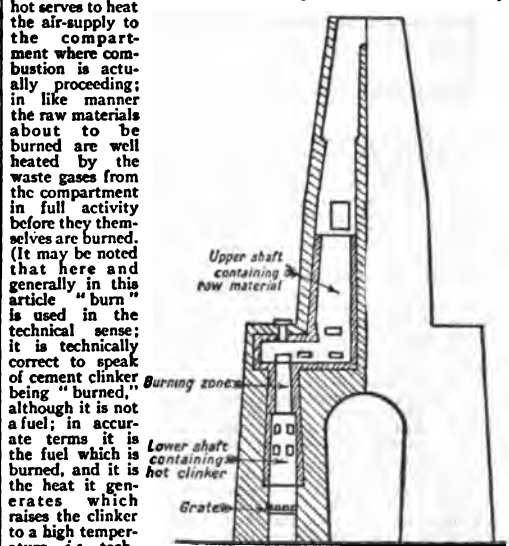 hot serves to heat
the air-supply to
the compart-
ment where com-
bustion is actu-
ally proceeding;
in like manner
the raw materials
about to be
burned are well
heated by the
waste gases from
the compartment
in full activity
before they them-
selves are burned.
(It may be noted
that here and
generally in this
article "burn"
is used in the
technical sense;
it is technically
correct to speak
of cement clinker
being "burned,"
although it is not
a fuel; in accur-
ate terms it is
the fuel which is
burned, and it is
the heat it gen-
erates which
raises the clinker
to a high temper-
Upper shaft
containing
raw material
Burning zone
Lower shaft
containing
hot clinker
Grate